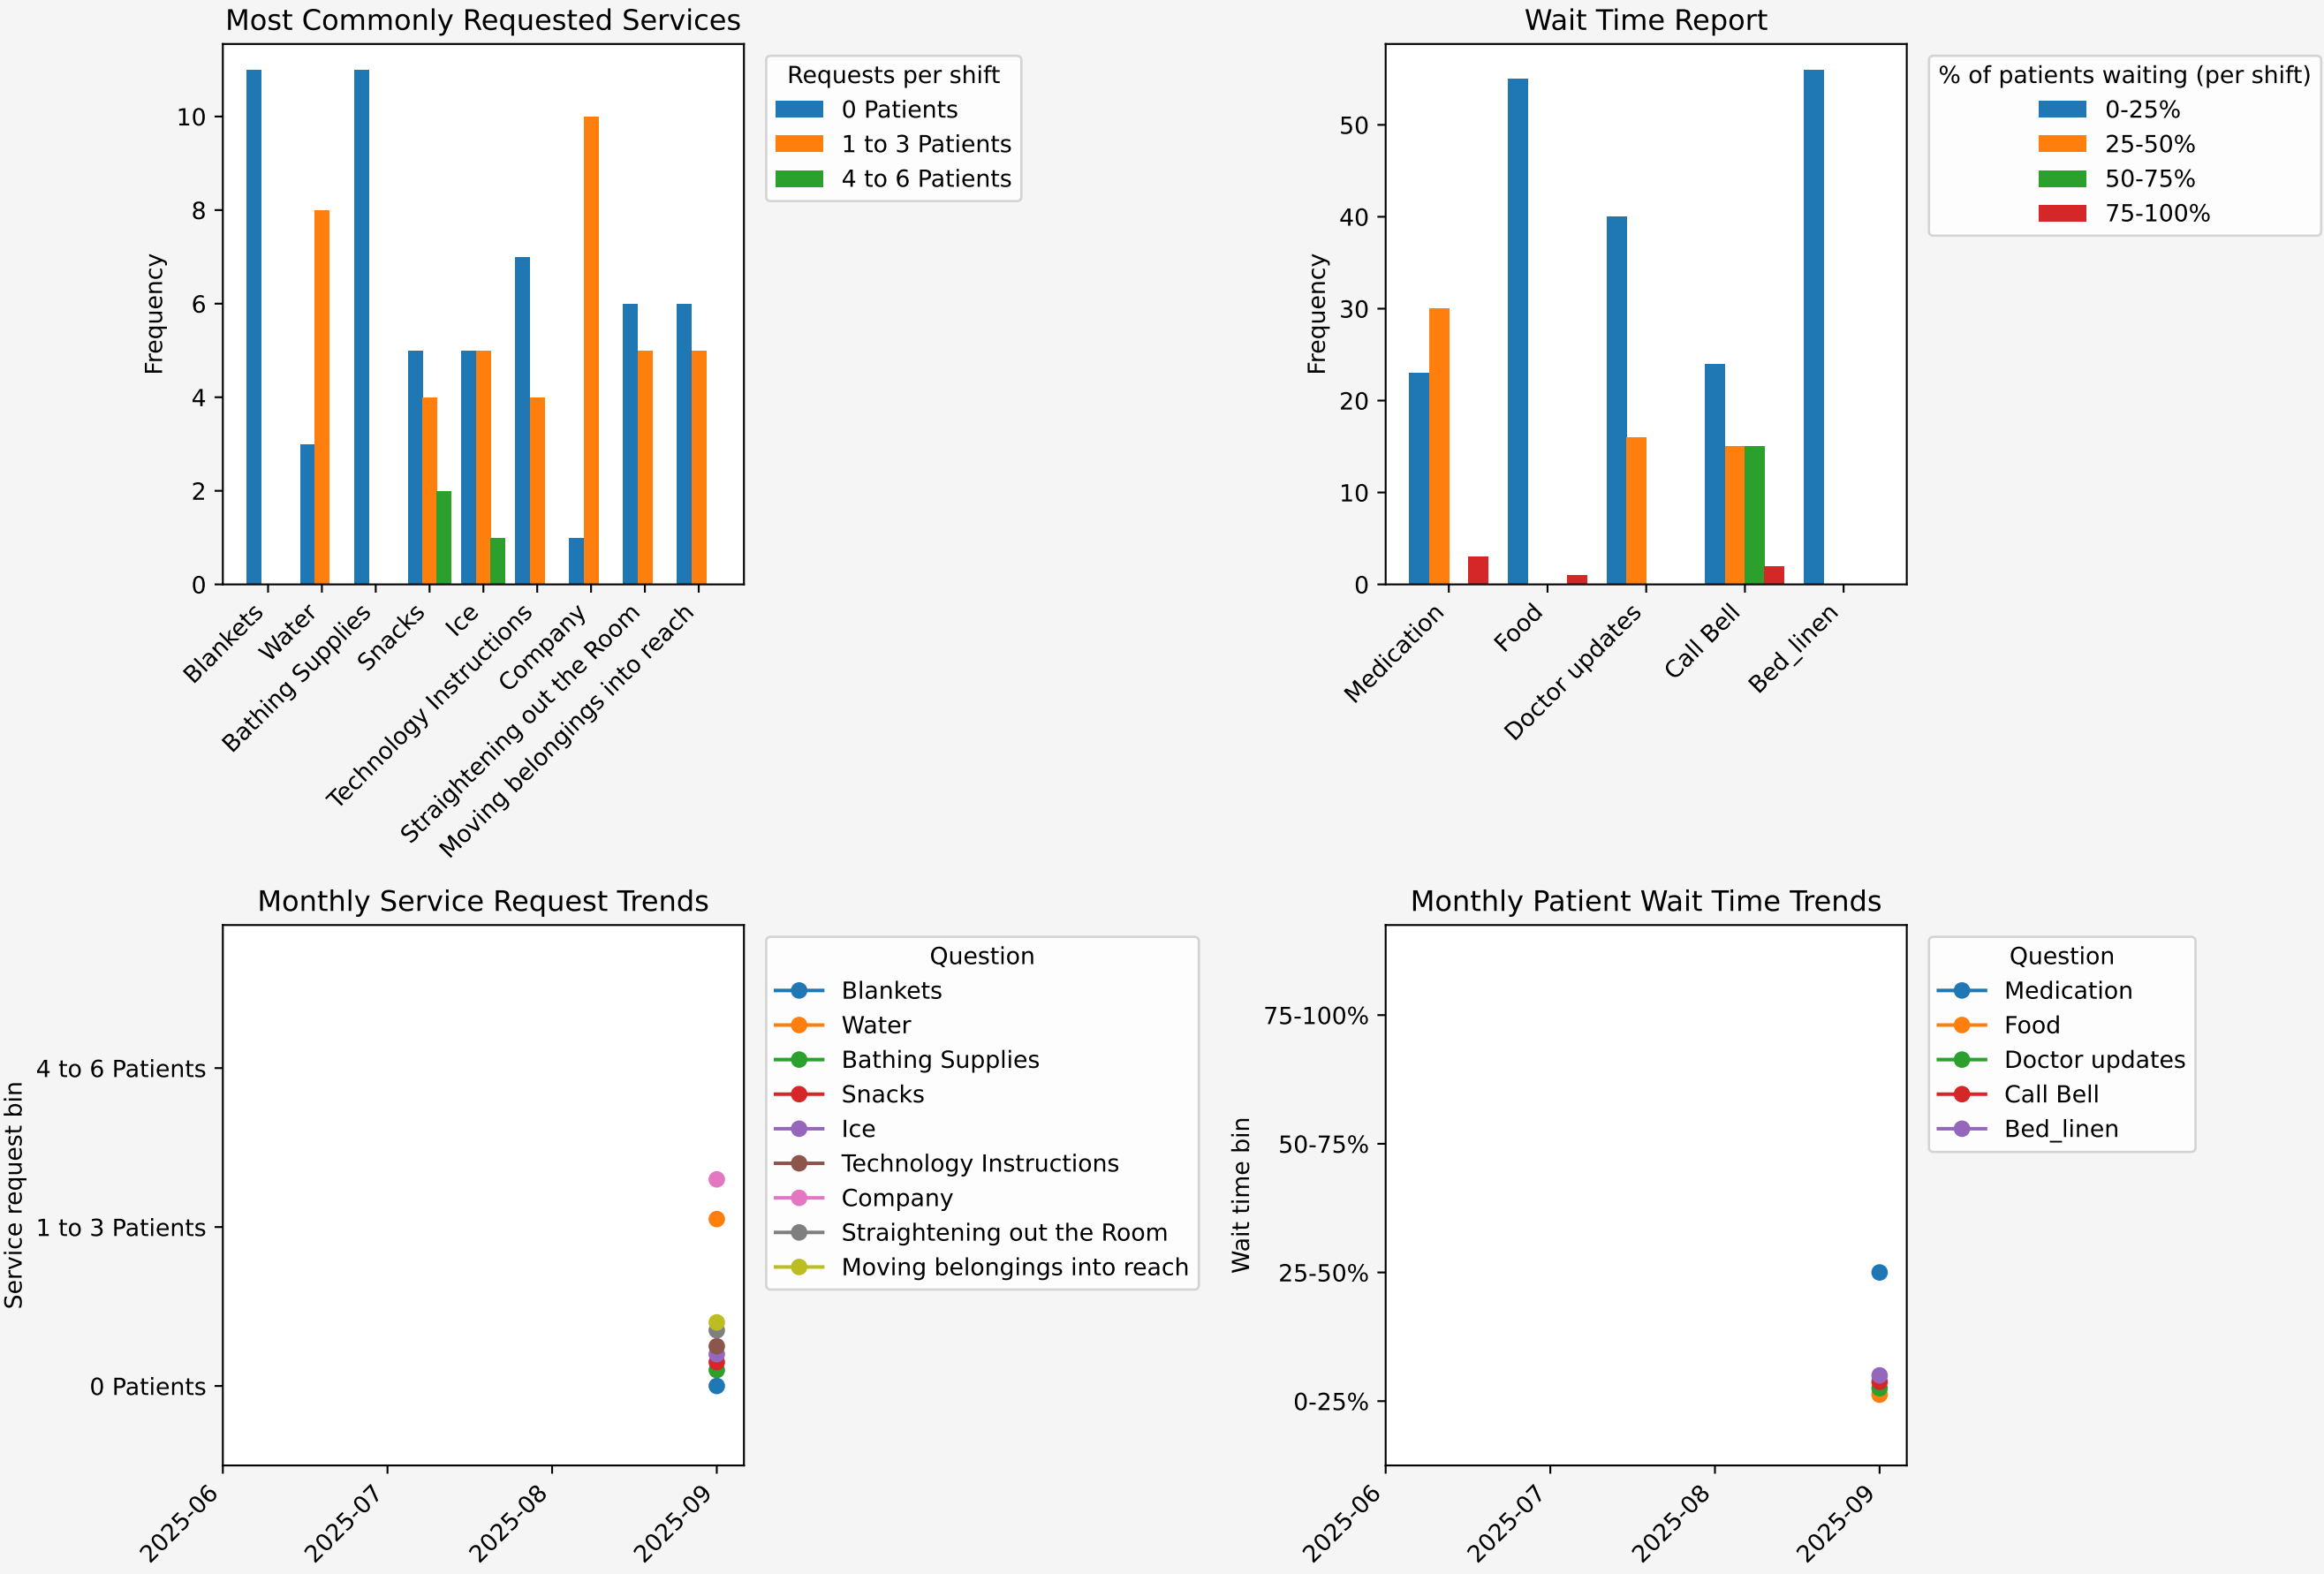 Most Commonly Requested Services
Frequency
10
8
6
4
2
0
Blankets
Water
Bathing Supplies
Snacks
Ice
Technology Instructions
Company
Straightening out the Room
Moving belongings into reach
Requests per shift
0 Patients
1 to 3 Patients
4 to 6 Patients
Wait Time Report
Frequency
50
40
30
20
10
0
Medication
Food
Doctor updates
Call Bell
Bed_linen
% of patients waiting (per shift)
0-25%
25-50%
50-75%
75-100%
Monthly Service Request Trends
Service request bin
4 to 6 Patients
1 to 3 Patients
0 Patients
2025-06
2025-07
2025-08
2025-09
Question
Blankets
Water
Bathing Supplies
Snacks
Ice
Technology Instructions
Company
Straightening out the Room
Moving belongings into reach
Monthly Patient Wait Time Trends
Wait time bin
75-100%
50-75%
25-50%
0-25%
2025-06
2025-07
2025-08
2025-09
Question
Medication
Food
Doctor updates
Call Bell
Bed_linen